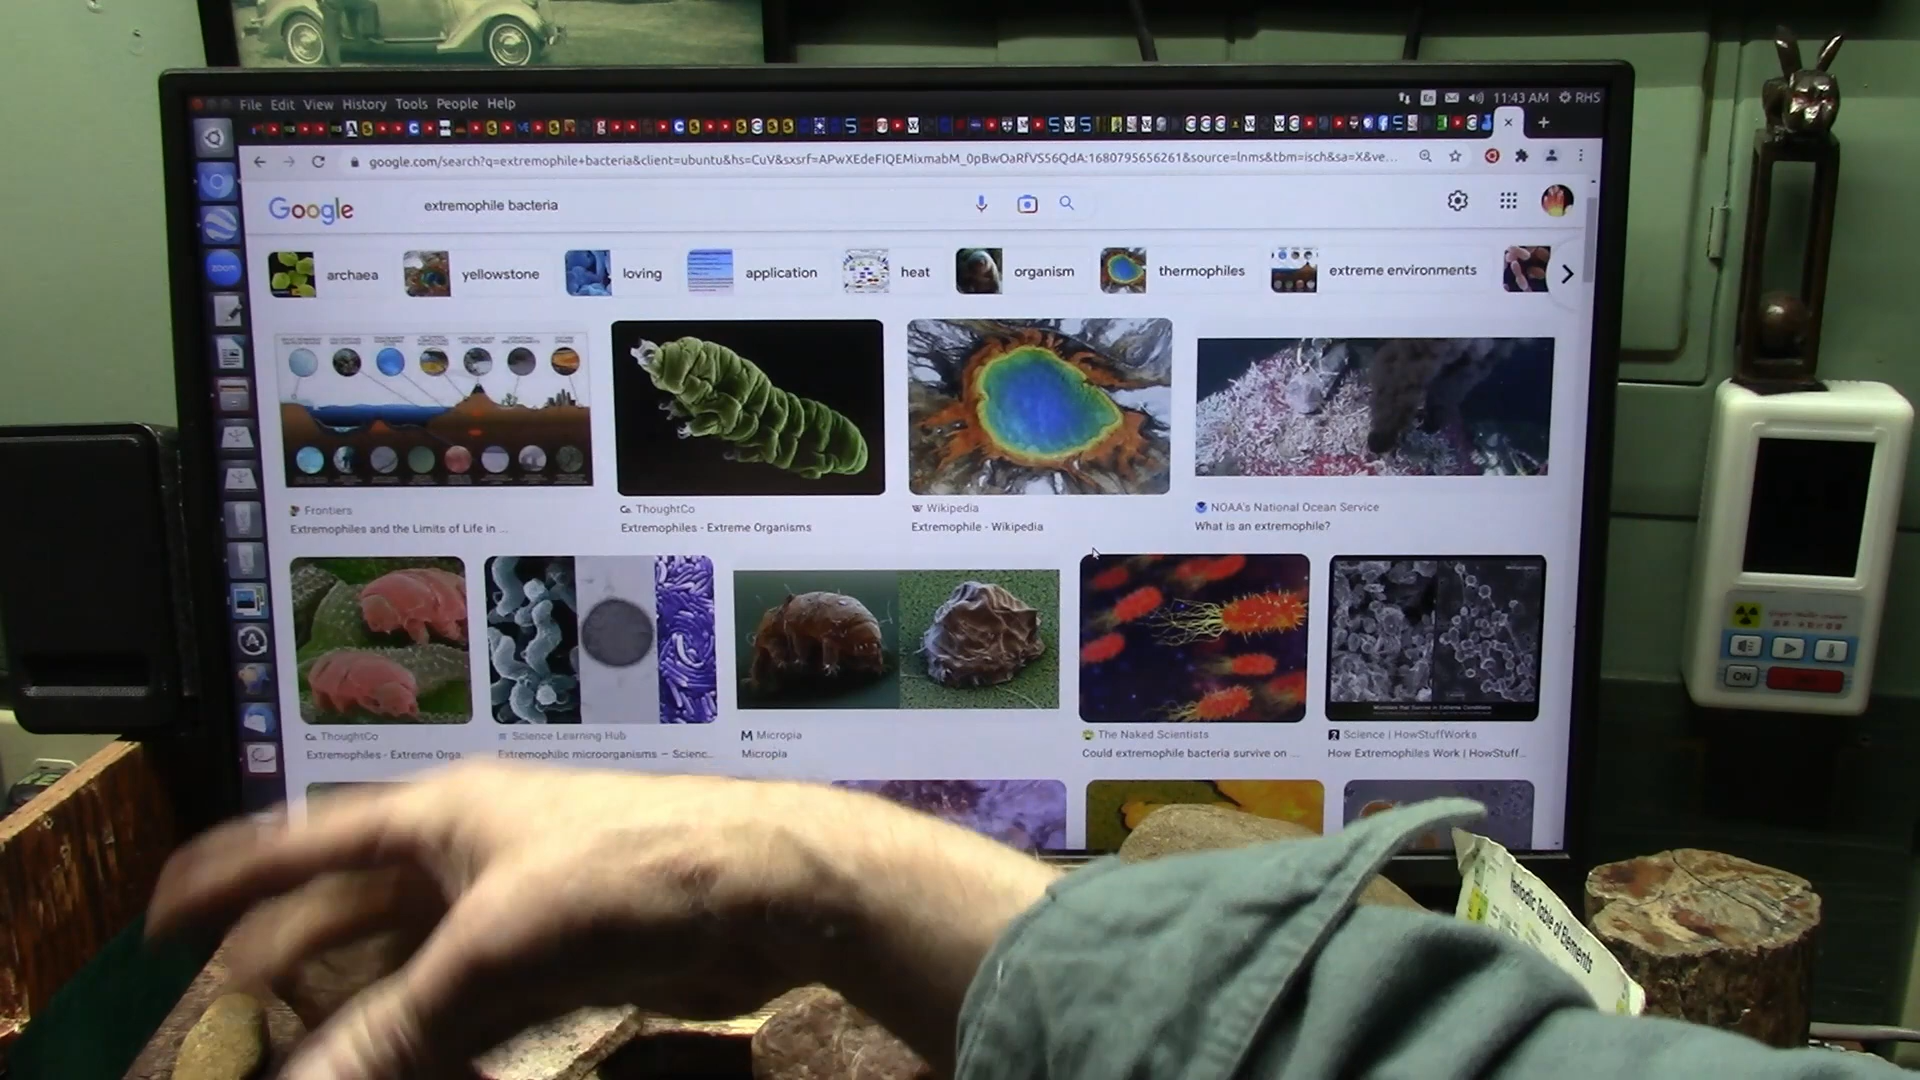 File Edit View History Tools People Help
En 11:43 AM RHS
google.com/search?q=extremophile+bacteria&client=ubuntu&hs=CuV&sxsrf=APwXEdeFIQEMixmabM_0pBwOaRfVS56QdA:1680795656261&source=lnms&tbm=isch&sa=X&ve...
Google extremophile bacteria
archaea yellowstone loving application heat organism thermophiles extreme environments
zoom
Frontiers
Extremophiles and the Limits of Life in ...
ThoughtCo
Extremophiles - Extreme Organisms
W Wikipedia
Extremophile - Wikipedia
NOAA's National Ocean Service
What is an extremophile?
ThoughtCo
Extremophiles - Extreme Orga...
Science Learning Hub
Extremophilic microorganisms — Scienc...
M Micropia
Micropia
The Naked Scientists
Could extremophile bacteria survive on ...
Science | HowStuffWorks
How Extremophiles Work | HowStuff...
ON
Periodic Table of Elements